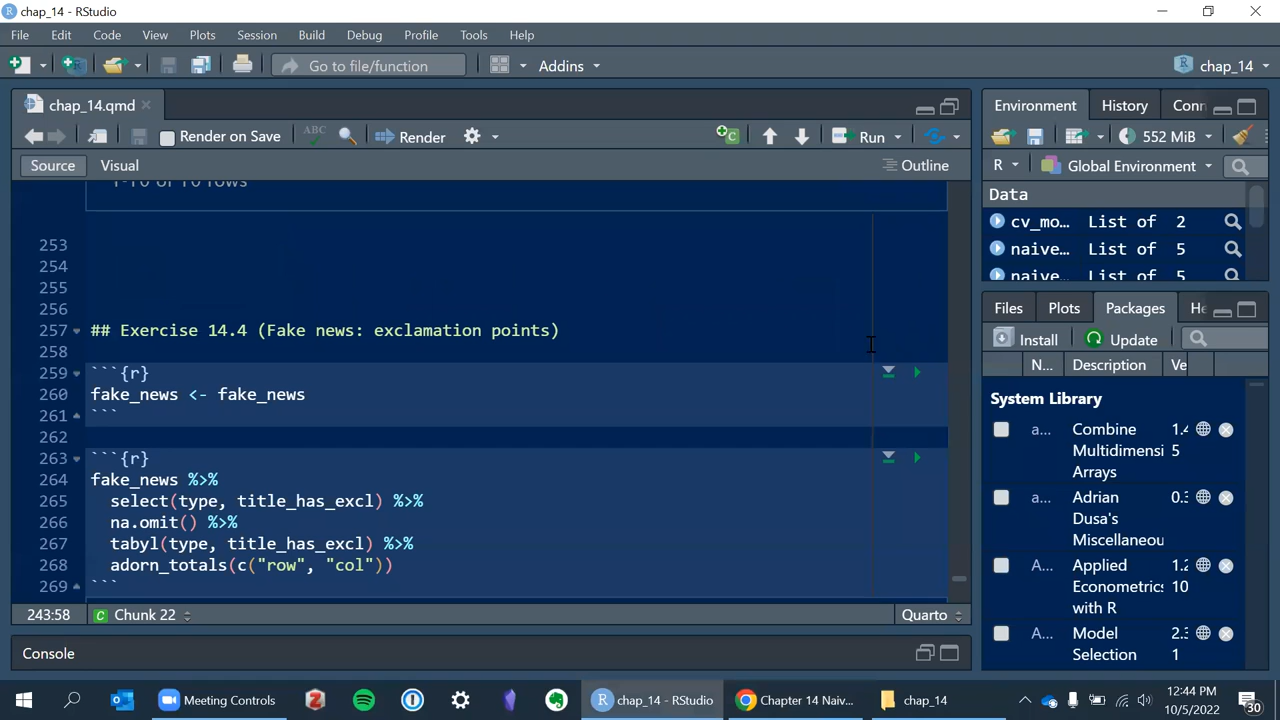 chap_14 - RStudio
File Edit Code View Plots Session Build Debug Profile Tools Help
Go to file/function Addins chap_14
chap_14.qmd
Render on Save ABC Render Run
Source Visual Outline
1-10 of 10 rows
253
254
255
256
257 ## Exercise 14.4 (Fake news: exclamation points)
258
259 ```{r}
260 fake_news <- fake_news
261 ```
262
263 ```{r}
264 fake_news %>%
265 select(type, title_has_excl) %>%
266 na.omit() %>%
267 tabyl(type, title_has_excl) %>%
268 adorn_totals(c("row", "col"))
269 ```
243:58 Chunk 22 Quarto
Console
Environment History Conn
552 MiB
R Global Environment
Data
cv_mo… List of 2
naive… List of 5
naive… List of 5
Files Plots Packages He
Install Update
N... Description Ve
System Library
a... Combine 1.4
Multidimensi 5
Arrays
a... Adrian 0.3
Dusa's
Miscellaneou
A... Applied 1.2
Econometrics 10
with R
A... Model 2.3
Selection 1
Meeting Controls chap_14 - RStudio Chapter 14 Naiv... chap_14
12:44 PM
10/5/2022
30